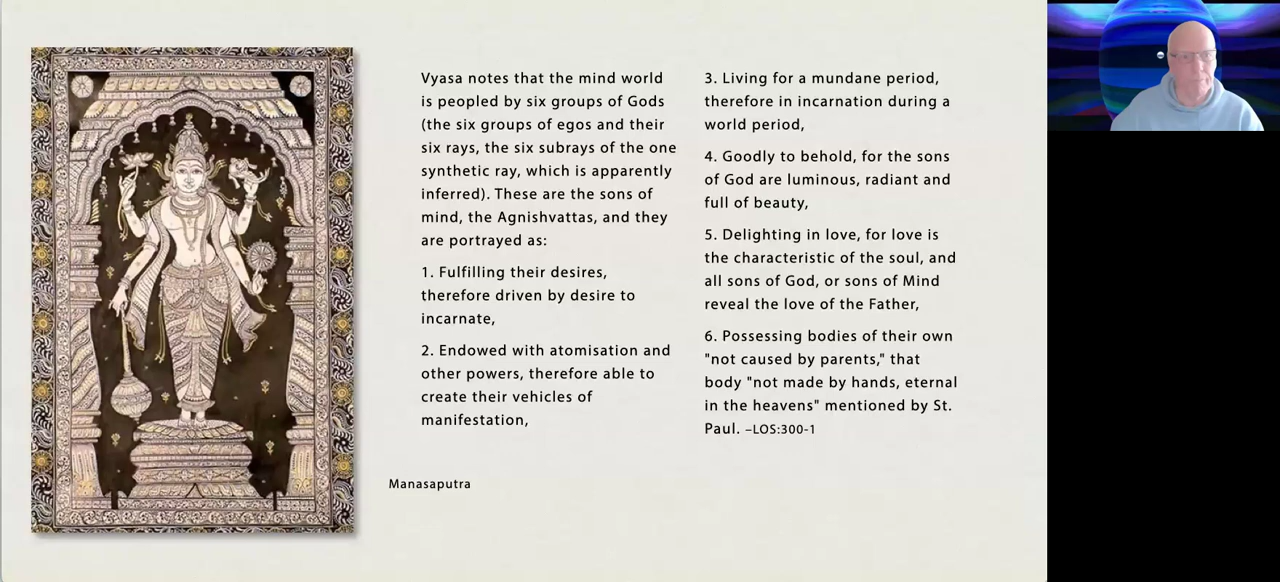 Vyasa notes that the mind world
is peopled by six groups of Gods
(the six groups of egos and their
six rays, the six subrays of the one
synthetic ray, which is apparently
inferred). These are the sons of
mind, the Agnishvattas, and they
are portrayed as:
1. Fulfilling their desires,
therefore driven by desire to
incarnate,
2. Endowed with atomisation and
other powers, therefore able to
create their vehicles of
manifestation,
3. Living for a mundane period,
therefore in incarnation during a
world period,
4. Goodly to behold, for the sons
of God are luminous, radiant and
full of beauty,
5. Delighting in love, for love is
the characteristic of the soul, and
all sons of God, or sons of Mind
reveal the love of the Father,
6. Possessing bodies of their own
"not caused by parents," that
body "not made by hands, eternal
in the heavens" mentioned by St.
Paul. –LOS:300-1
Manasaputra